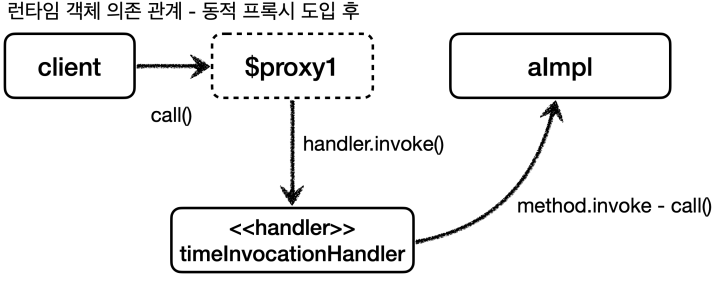 런타임 객체 의존 관계 - 동적 프록시 도입 후
client
$proxy1
aImpl
call()
handler.invoke()
method.invoke - call()
<<handler>>
timeInvocationHandler